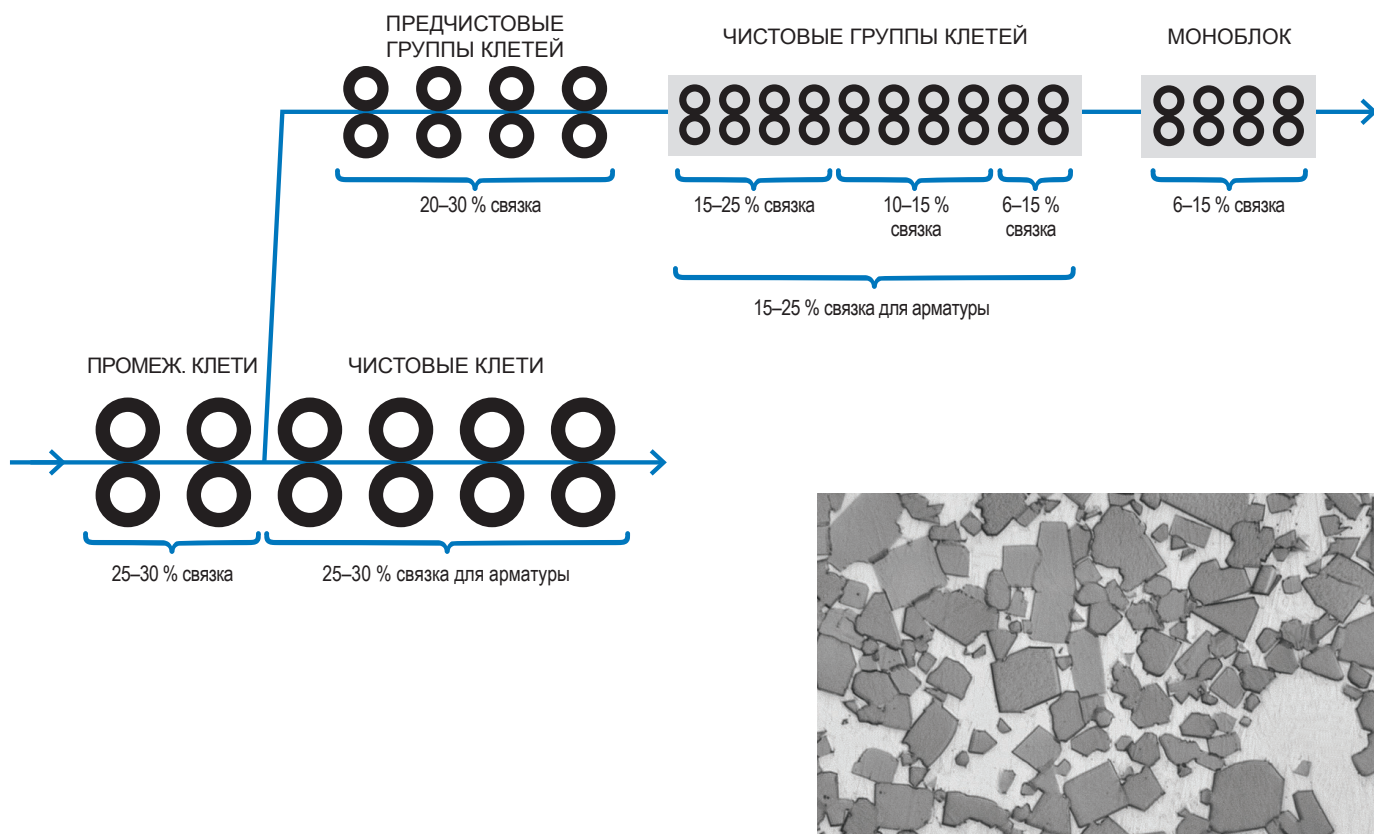 ПРЕДЧИСТОВЫЕ
ГРУППЫ КЛЕТЕЙ
ЧИСТОВЫЕ ГРУППЫ КЛЕТЕЙ
МОНОБЛОК
20–30 % связка
15–25 % связка
10–15 %
связка
6–15 %
связка
6–15 % связка
15–25 % связка для арматуры
ПРОМЕЖ. КЛЕТИ
ЧИСТОВЫЕ КЛЕТИ
25–30 % связка
25–30 % связка для арматуры